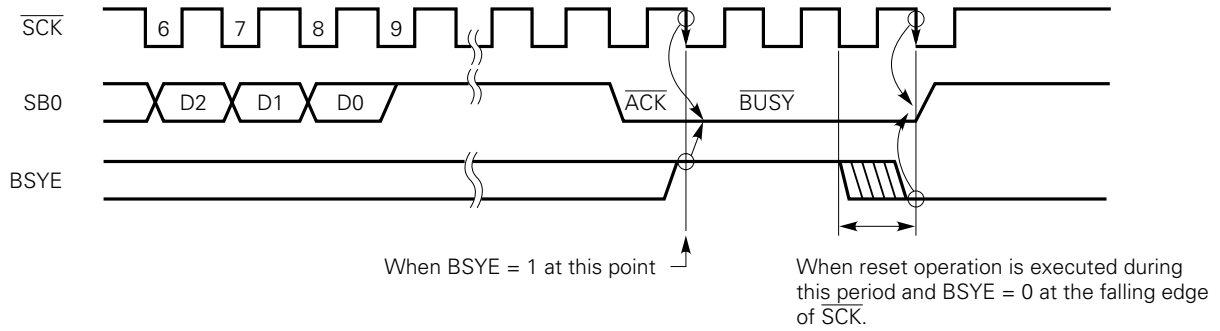 SCK 6 7 8 9
SB0 D2 D1 D0 ACK BUSY
BSYE
When BSYE = 1 at this point
When reset operation is executed during
this period and BSYE = 0 at the falling edge
of SCK.